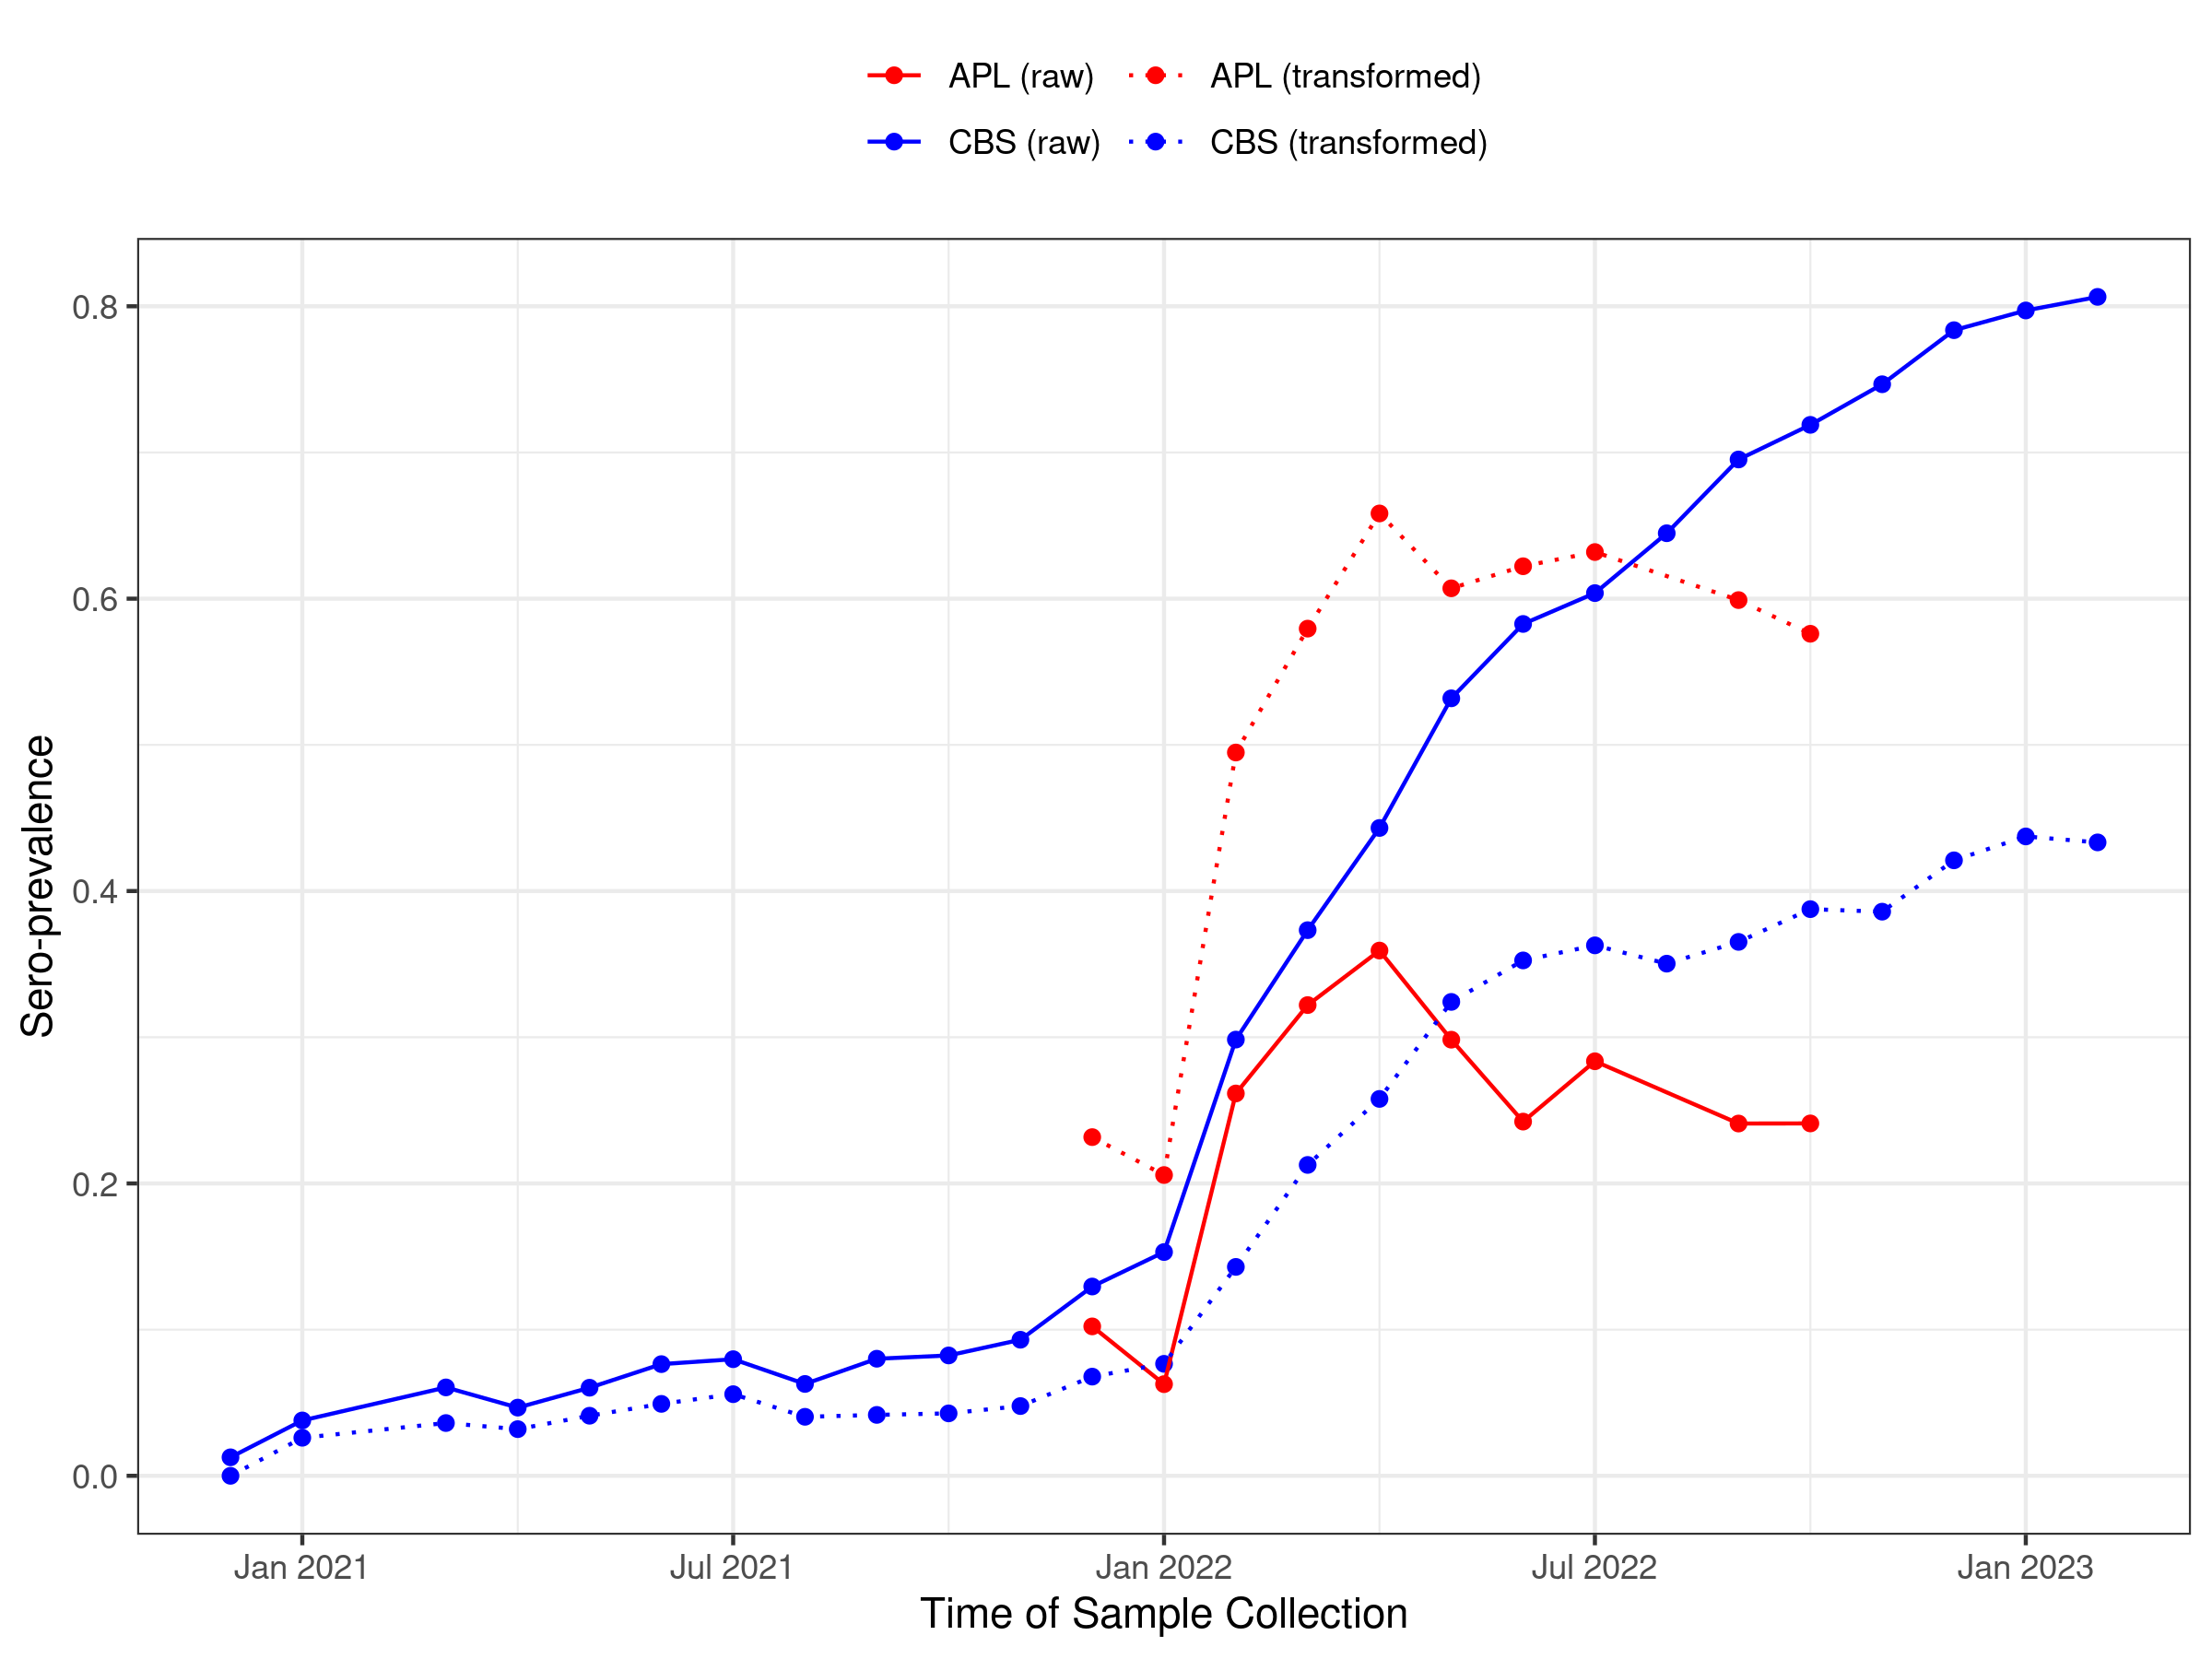 APL (raw) APL (transformed)
CBS (raw) CBS (transformed)
0.8
0.6
0.4
0.2
0.0
Sero-prevalence
Jan 2021 Jul 2021 Jan 2022 Jul 2022 Jan 2023
Time of Sample Collection